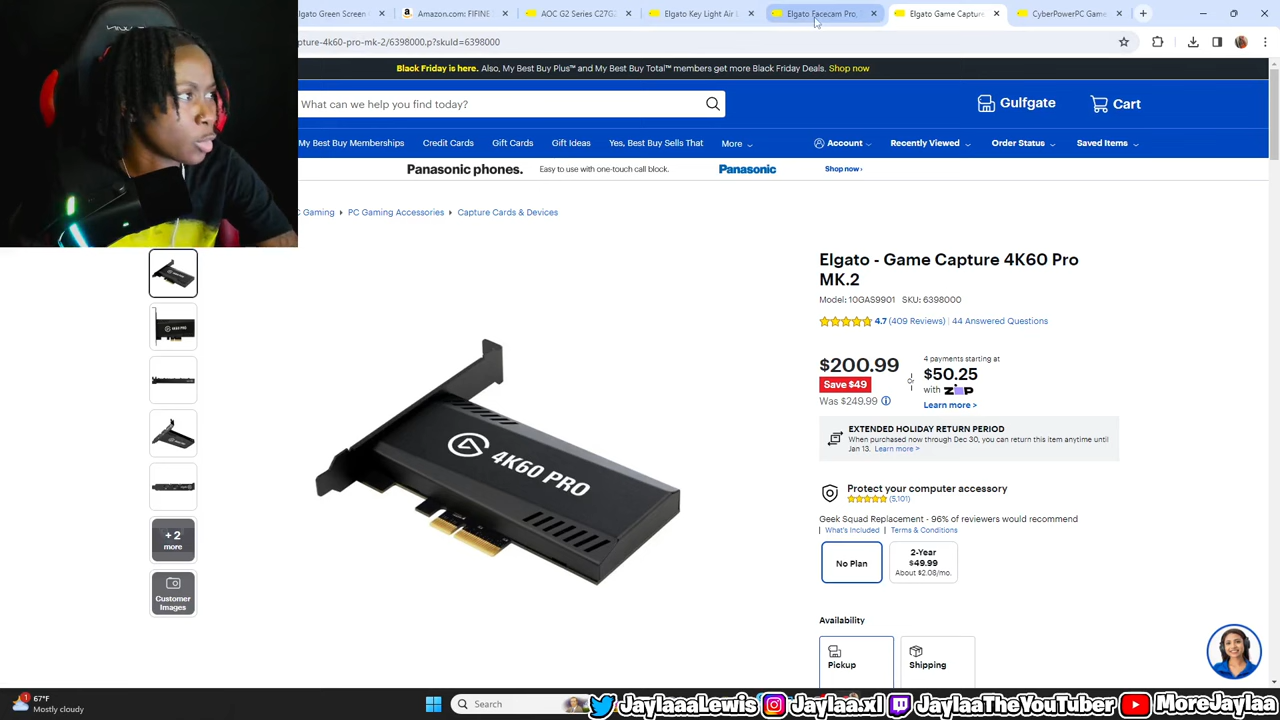 lgato Green Screen
Amazon.com: FIFINE
AOC G2 Series C27G
Elgato Key Light A
Elgato Facecam Pro,
Elgato Game Capture
CyberPowerPC Game
pture-4k60-pro-mk-2/6398000.p?skuId=6398000
Black Friday is here. Also, My Best Buy Plus™ and My Best Buy Total™ members get more Black Friday Deals. Shop now
What can we help you find today?
Gulfgate
Cart
My Best Buy Memberships
Credit Cards
Gift Cards
Gift Ideas
Yes, Best Buy Sells That
More
Account
Recently Viewed
Order Status
Saved Items
Panasonic phones.
Easy to use with one-touch call block.
Panasonic
Shop now ›
C Gaming
PC Gaming Accessories
Capture Cards & Devices
Elgato - Game Capture 4K60 Pro
MK.2
Model: 10GAS9901 SKU: 6398000
4.7 (409 Reviews) | 44 Answered Questions
$200.99
Save $49
Was $249.99
or
4 payments starting at
$50.25
with Zip
Learn more >
EXTENDED HOLIDAY RETURN PERIOD
When purchased now through Dec 30, you can return this item anytime until
Jan 13. Learn more >
Protect your computer accessory
(5,101)
Geek Squad Replacement - 96% of reviewers would recommend
| What's Included | Terms & Conditions
No Plan
2-Year
$49.99
About $2.08/mo.
Availability
Pickup
Shipping
4K60 PRO
4K60 PRO
+ 2
more
Customer
Images
1
67°F
Mostly cloudy
Search
JaylaaaLewis
Jaylaa.xl
JaylaaTheYouTuber
MoreJaylaa